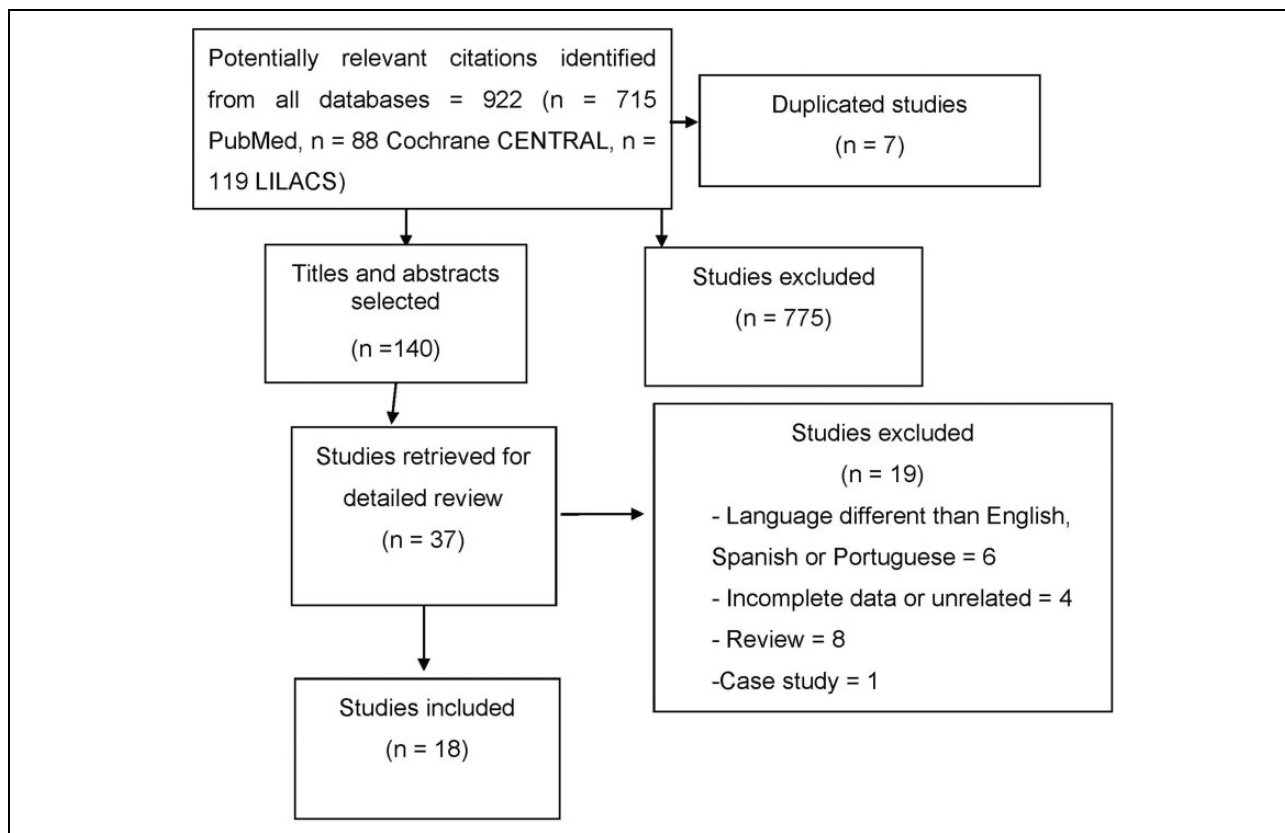 Potentially relevant citations identified
from all databases = 922 (n = 715
PubMed, n = 88 Cochrane CENTRAL, n =
119 LILACS)
Duplicated studies
(n = 7)
Titles and abstracts
selected
(n =140)
Studies excluded
(n = 775)
Studies retrieved for
detailed review
(n = 37)
Studies excluded
(n = 19)
- Language different than English,
Spanish or Portuguese = 6
- Incomplete data or unrelated = 4
- Review = 8
-Case study = 1
Studies included
(n = 18)